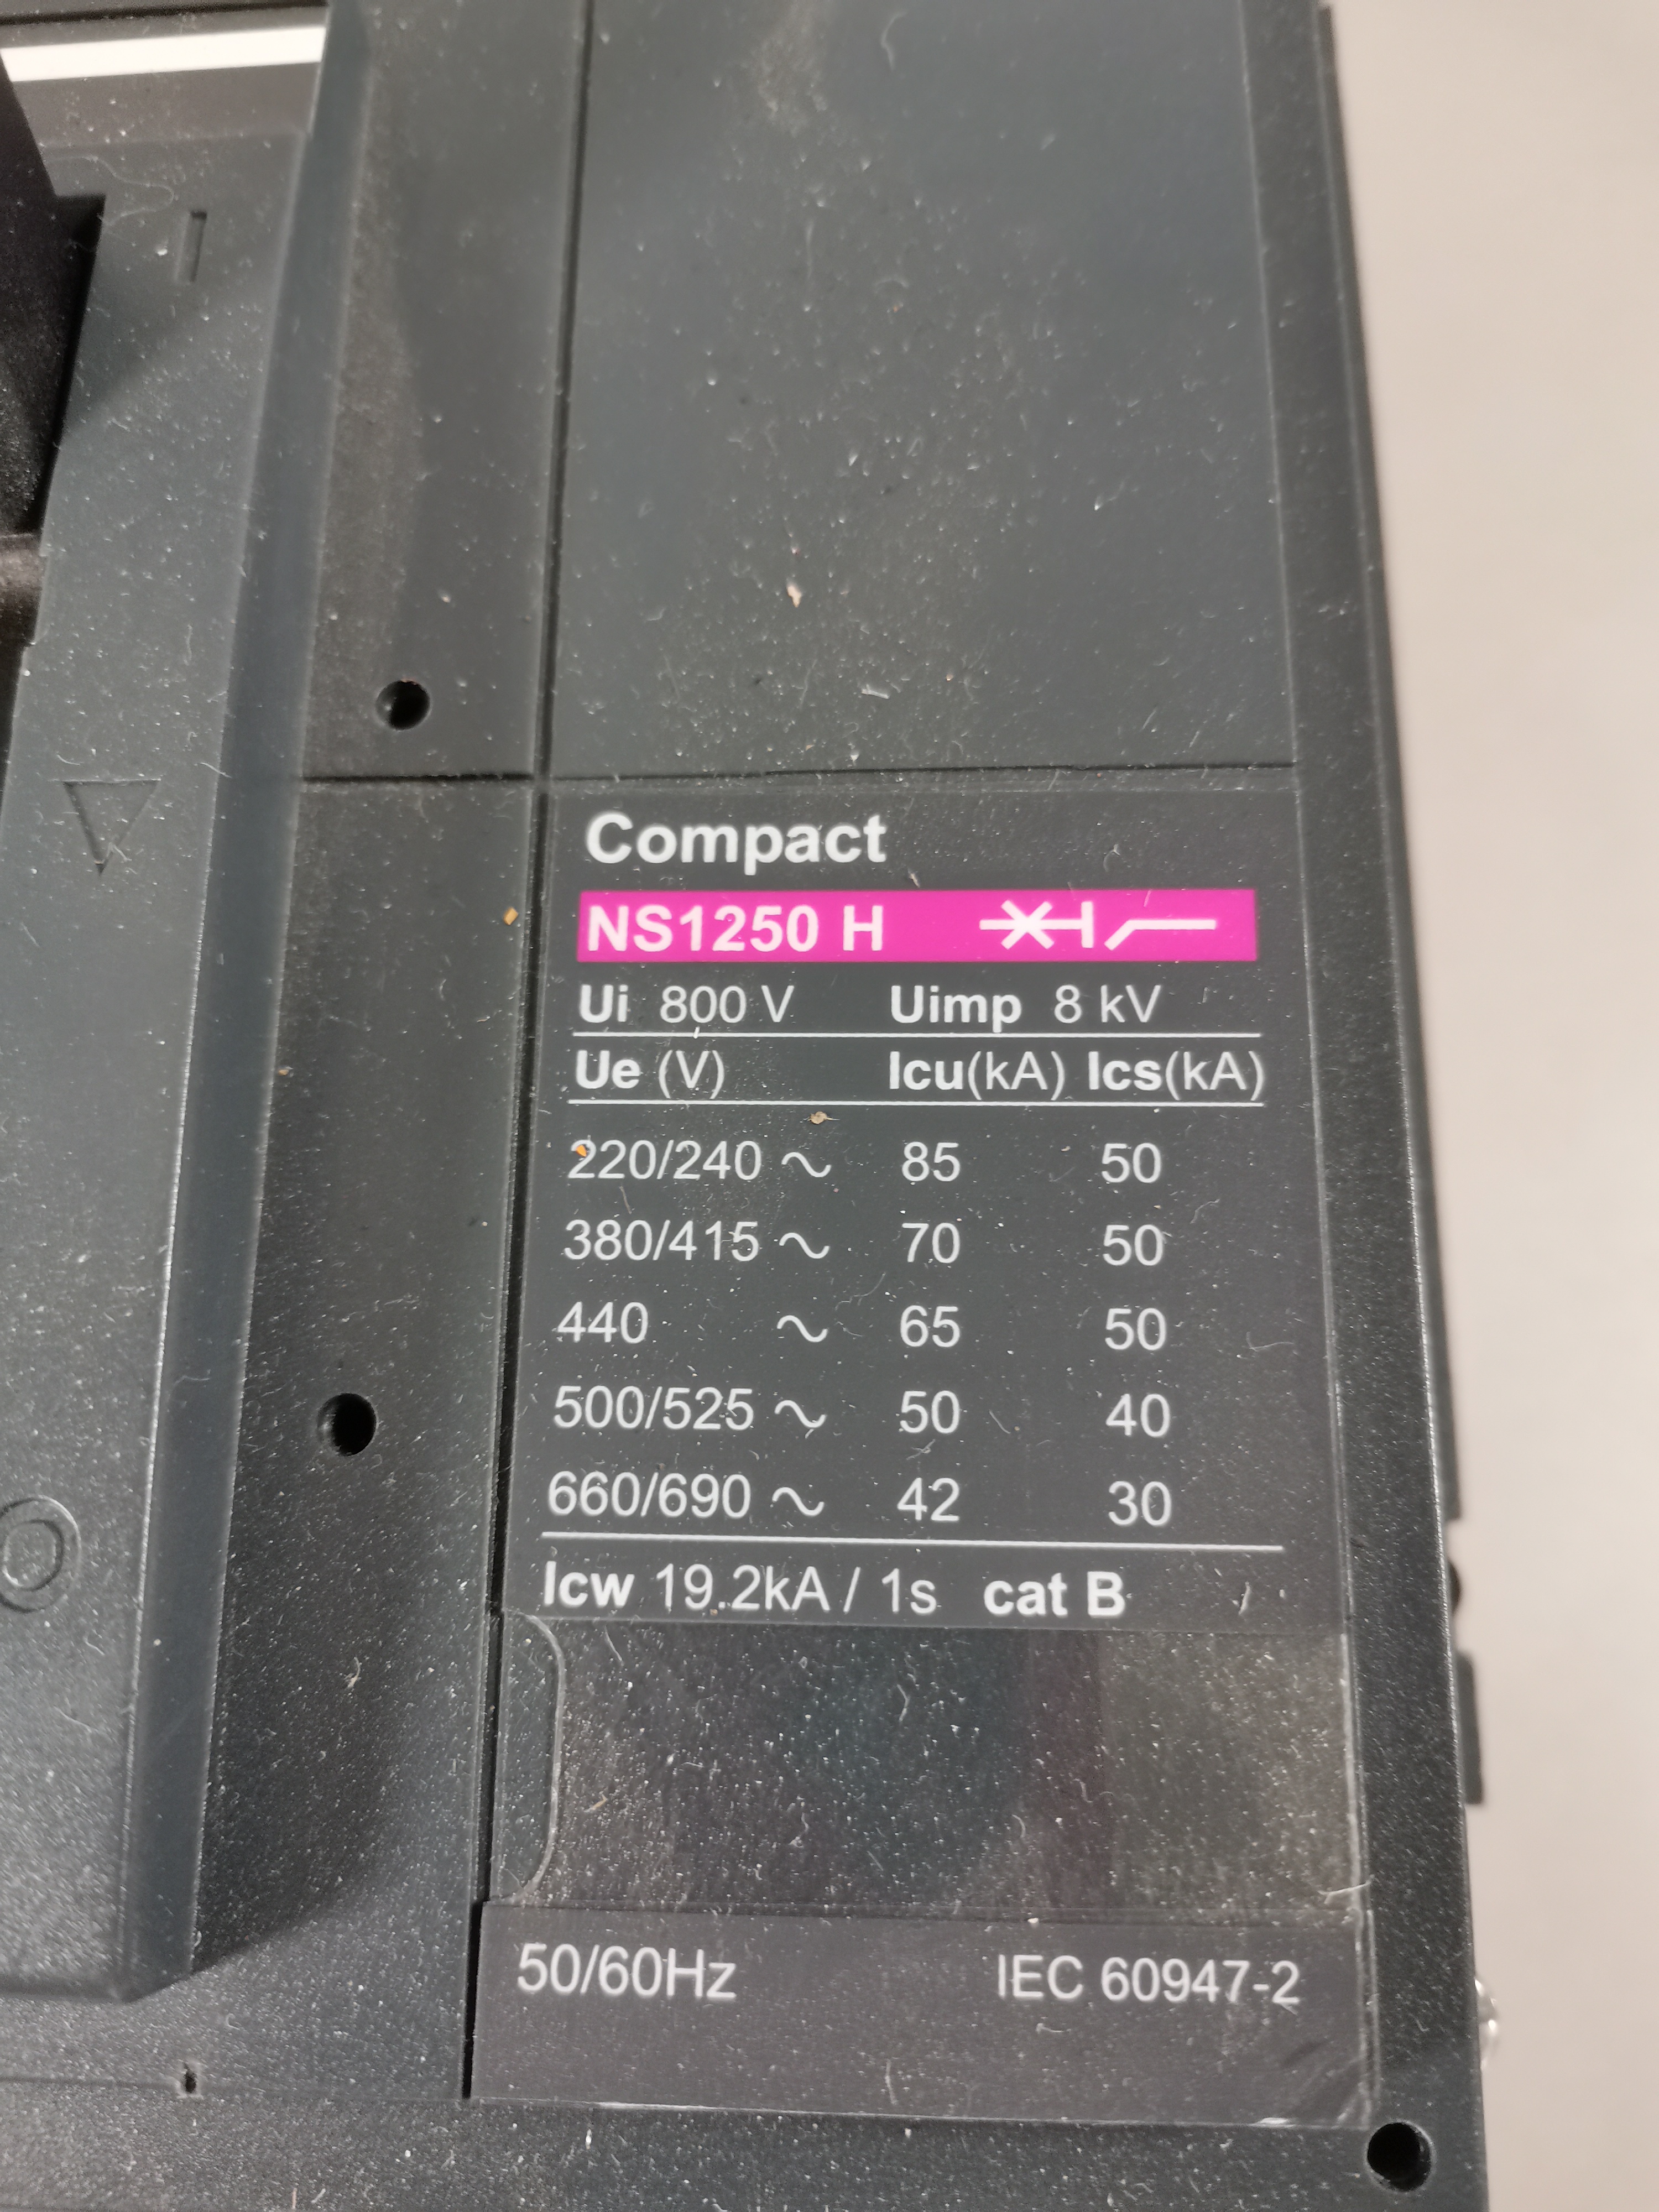 Compact
NS1250 H
Ui 800 V Uimp 8 kV
Ue (V) Icu(kA) Ics(kA)
220/240 ~ 85 50
380/415 ~ 70 50
440 ~ 65 50
500/525 ~ 50 40
660/690 ~ 42 30
Icw 19.2kA / 1s cat B
50/60Hz IEC 60947-2